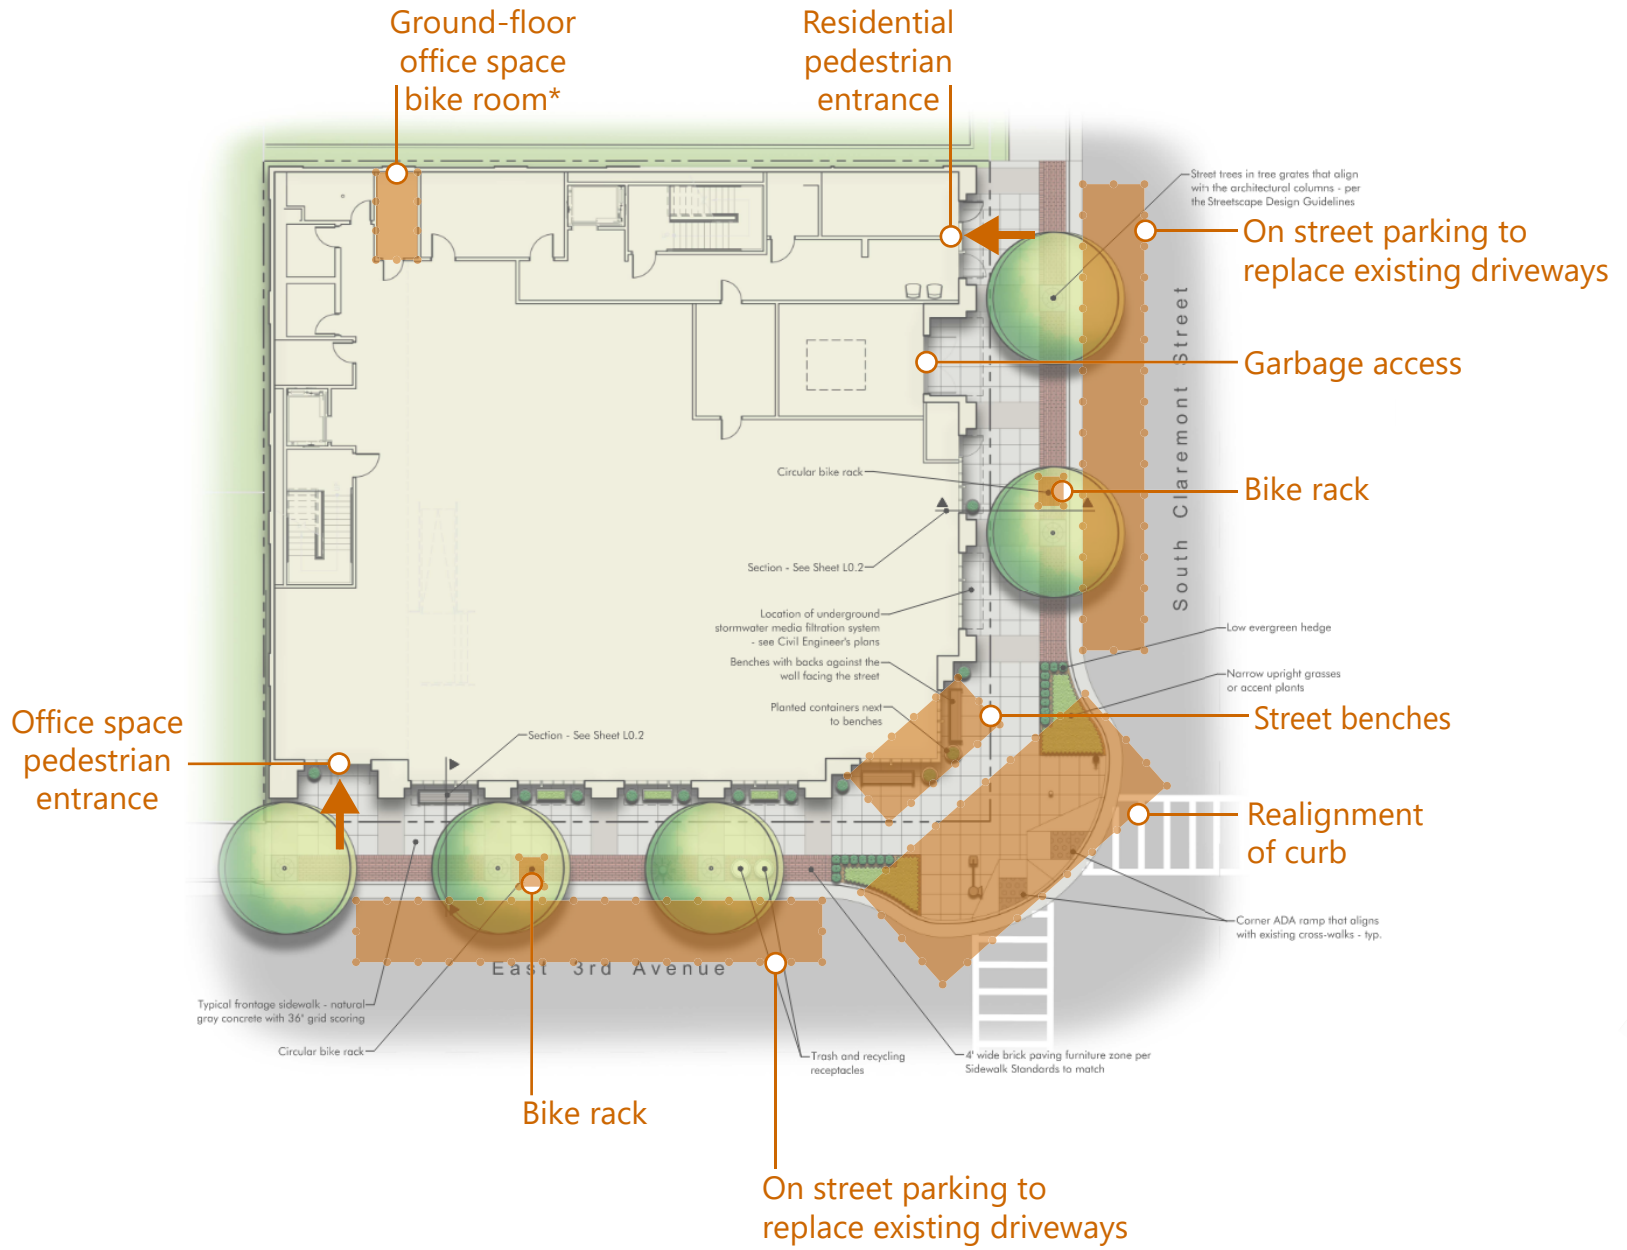 Ground-floor
office space
bike room*
Residential
pedestrian
entrance
Street trees in tree grates that align
with the architectural columns - per
the Streetscape Design Guidelines
On street parking to
replace existing driveways
South Claremont Street
Garbage access
Circular bike rack
Bike rack
Section - See Sheet L0.2
Location of underground
stormwater media filtration system
- see Civil Engineer's plans
Low evergreen hedge
Benches with backs against the
wall facing the street
Narrow upright grasses
or accent plants
Planted containers next
to benches
Street benches
Office space
pedestrian
entrance
Section - See Sheet L0.2
Realignment
of curb
Corner ADA ramp that aligns
with existing cross-walks - typ.
East 3rd Avenue
Typical frontage sidewalk - natural
gray concrete with 36" grid scoring
Circular bike rack
Trash and recycling
receptacles
4' wide brick paving furniture zone per
Sidewalk Standards to match
Bike rack
On street parking to
replace existing driveways